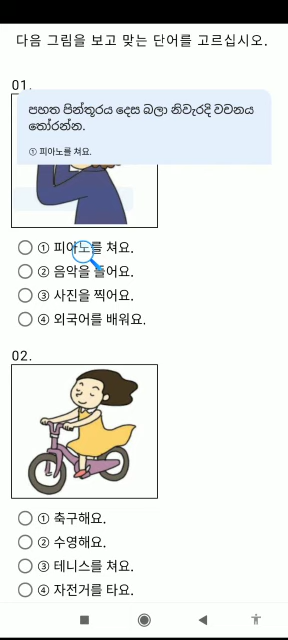 다음 그림을 보고 맞는 단어를 고르십시오.
01.
පහත පින්තූරය දෙස බලා නිවැරදි වචනය
තෝරන්න.
① 피아노를 쳐요.
① 피아노를 쳐요.
② 음악을 들어요.
③ 사진을 찍어요.
④ 외국어를 배워요.
02.
① 축구해요.
② 수영해요.
③ 테니스를 쳐요.
④ 자전거를 타요.